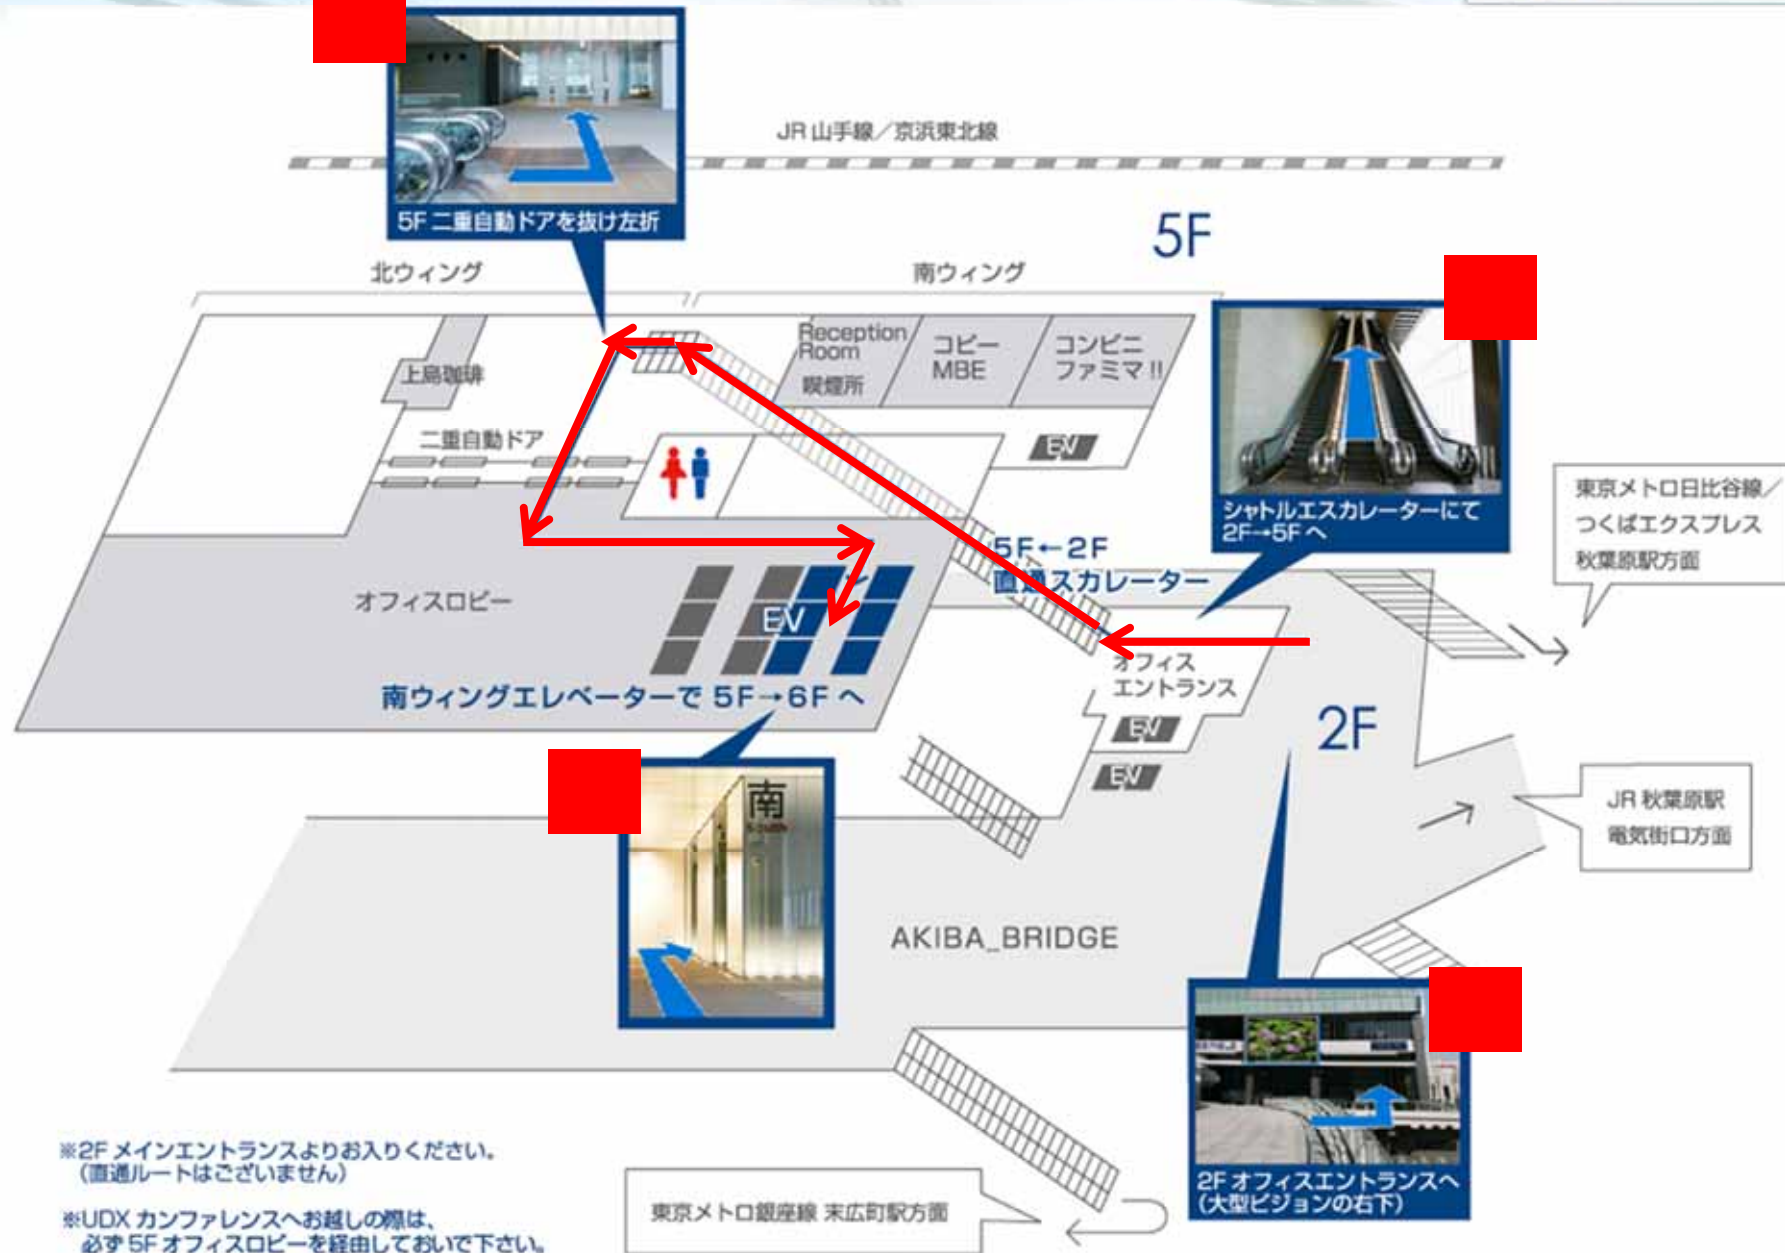 JR 山手線／京浜東北線
5F 二重自動ドアを抜け左折
5F
北ウィング
南ウィング
Reception
Room
喫煙所
コピー
MBE
コンビニ
ファミマ !!
上島珈琲
二重自動ドア
EV
シャトルエスカレーターにて
2F→5F へ
東京メトロ日比谷線／
つくばエクスプレス
秋葉原駅方面
5F←2F
直通スカレーター
オフィスロビー
EV
オフィス
エントランス
南ウィングエレベーターで 5F→6F へ
EV
2F
EV
南
South
JR 秋葉原駅
電気街口方面
AKIBA_BRIDGE
2F オフィスエントランスへ
(大型ビジョンの右下)
※2F メインエントランスよりお入りください。
(直通ルートはございません)
東京メトロ銀座線 末広町駅方面
※UDX カンファレンスへお越しの際は、
必ず 5F オフィスロビーを経由しておいで下さい。